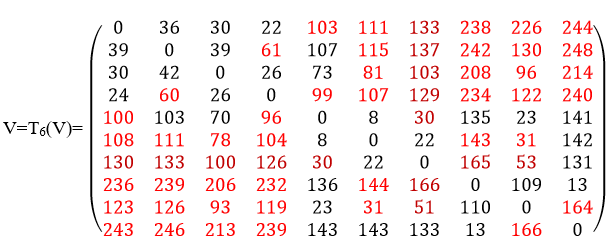 0 36 30 22 103 111 133 238 226 244
39 0 39 61 107 115 137 242 130 248
30 42 0 26 73 81 103 208 96 214
24 60 26 0 99 107 129 234 122 240
V=T₆(V)= 100 103 70 96 0 8 30 135 23 141
108 111 78 104 8 0 22 143 31 142
130 133 100 126 30 22 0 165 53 131
236 239 206 232 136 144 166 0 109 13
123 126 93 119 23 31 51 110 0 164
243 246 213 239 143 143 133 13 166 0